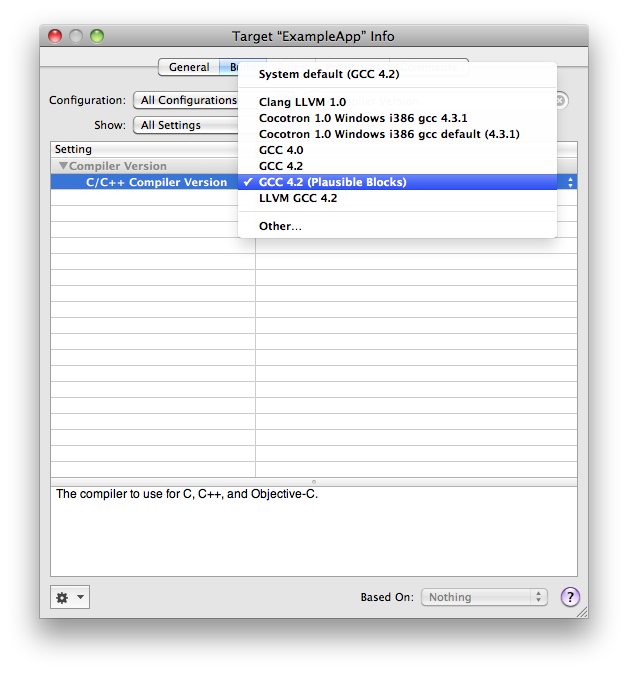 Target “ExampleApp” Info
General
System default (GCC 4.2)
Configuration: All Configurations
Clang LLVM 1.0
Cocotron 1.0 Windows i386 gcc 4.3.1
Show: All Settings
Cocotron 1.0 Windows i386 gcc default (4.3.1)
Setting
GCC 4.0
Compiler Version
GCC 4.2
C/C++ Compiler Version
✓ GCC 4.2 (Plausible Blocks)
LLVM GCC 4.2
Other...
The compiler to use for C, C++, and Objective-C.
Based On: Nothing
?